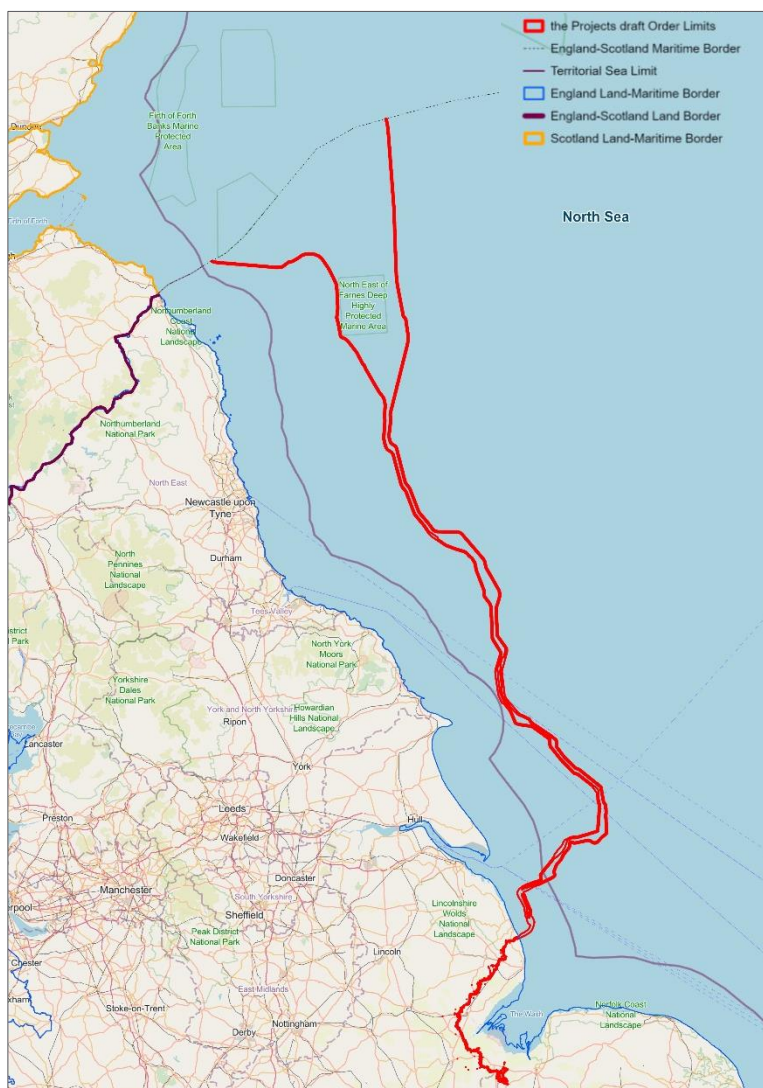 the Projects draft Order Limits
England-Scotland Maritime Border
Territorial Sea Limit
England Land-Maritime Border
England-Scotland Land Border
Scotland Land-Maritime Border
Firth of Forth
Banks Marine
Protected
Area
North Sea
North East of
Farnes Deep
Highly
Protected
Marine Area
Northumberland
Coast
National
Landscape
Northumberland
National Park
North East
Newcastle upon
Tyne
North
Pennines
National
Landscape
Durham
Tees Valley
North York
Moors
National Park
Yorkshire
Dales
National Park
York and North Yorkshire
Ripon
Howardian
Hills National
Landscape
Lancaster
York
Preston
Leeds
Hull
Wakefield
Doncaster
Manchester
South Yorkshire
Sheffield
Lincolnshire
Wolds
National
Landscape
Peak District
National Park
Lincoln
Chester
East Midlands
Stoke-on-Trent
Nottingham
Derby
The Wash
Norfolk Coast
National
Landscape